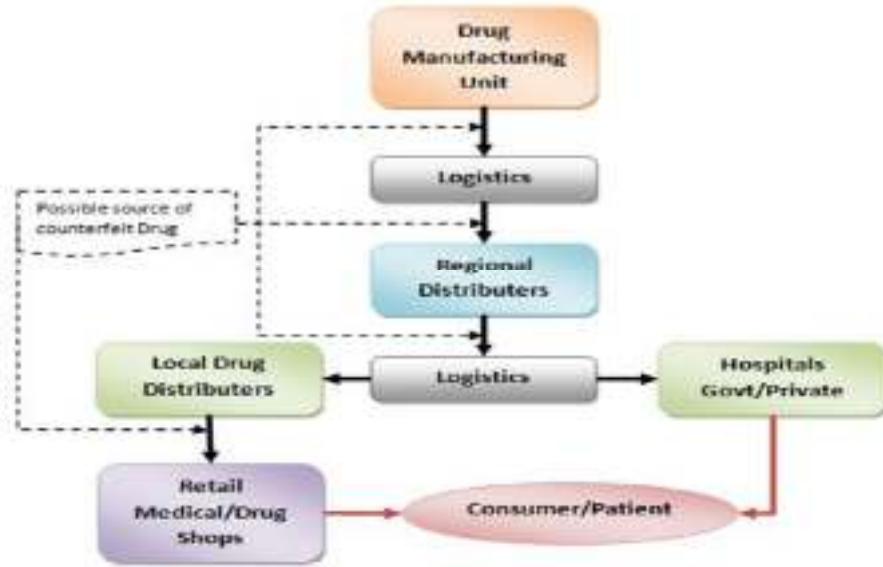 Drug
Manufacturing
Unit
Logistics
Possible source of
counterfeit Drug
Regional
Distributers
Local Drug
Distributers
Logistics
Hospitals
Govt/Private
Retail
Medical/Drug
Shops
Consumer/Patient